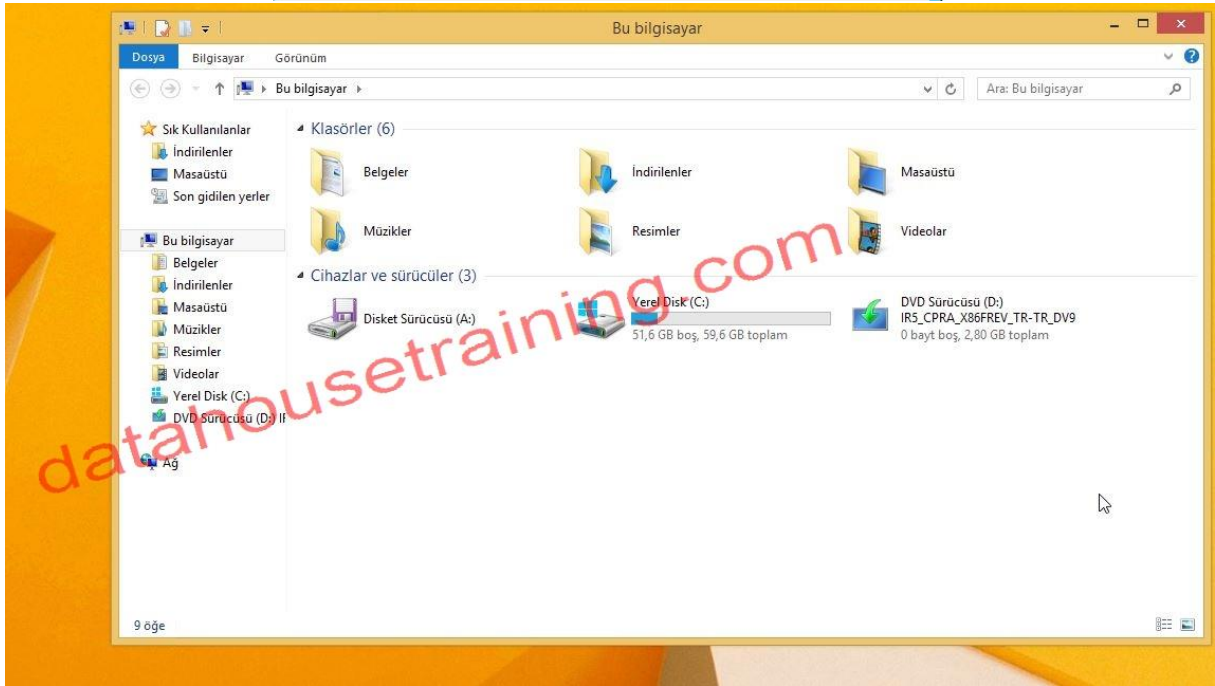 Bu bilgisayar
Dosya Bilgisayar Görünüm
Bu bilgisayar
Ara: Bu bilgisayar
Sık Kullanılanlar
İndirilenler
Masaüstü
Son gidilen yerler
Bu bilgisayar
Belgeler
İndirilenler
Masaüstü
Müzikler
Resimler
Videolar
Yerel Disk (C:)
DVD Sürücüsü (D:) IF
Ağ
Klasörler (6)
Belgeler
İndirilenler
Masaüstü
Müzikler
Resimler
Videolar
Cihazlar ve sürücüler (3)
Disket Sürücüsü (A:)
Yerel Disk (C:)
51,6 GB boş, 59,6 GB toplam
DVD Sürücüsü (D:)
IR5_CPRA_X86FREV_TR-TR_DV9
0 bayt boş, 2,80 GB toplam
datahousetraining.com
9 öğe